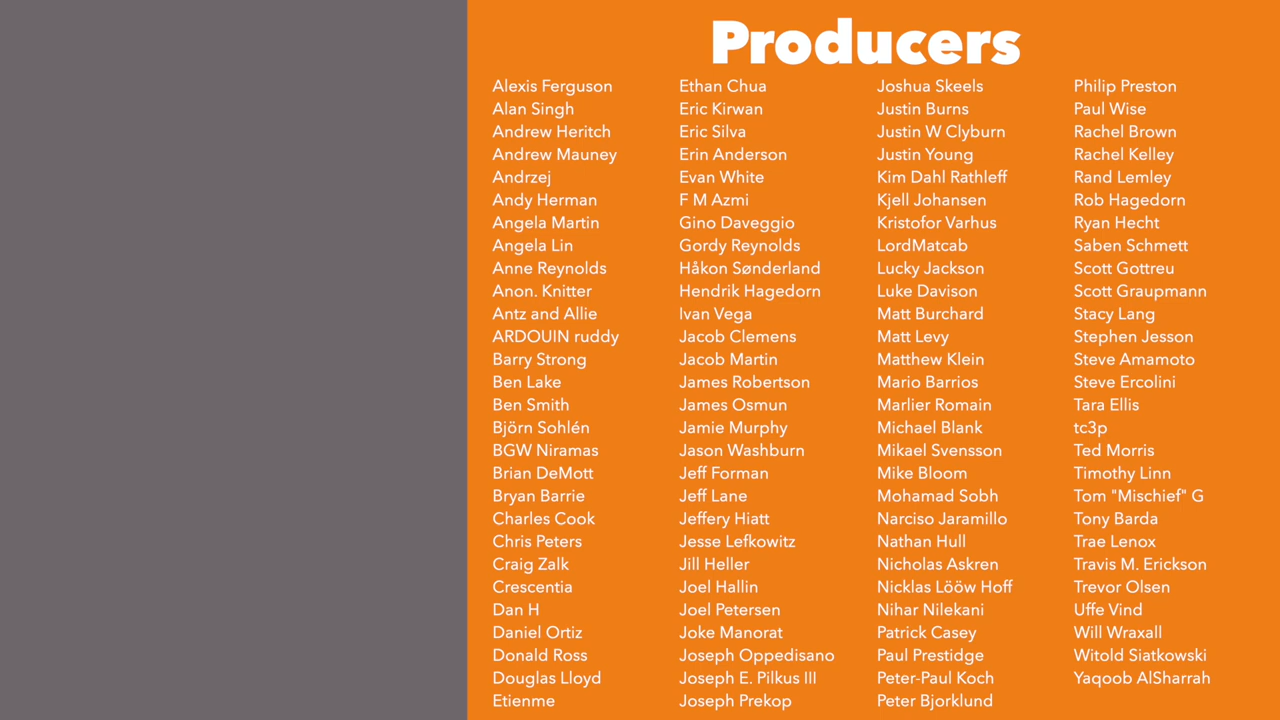 Producers
Alexis Ferguson
Alan Singh
Andrew Heritch
Andrew Mauney
Andrzej
Andy Herman
Angela Martin
Angela Lin
Anne Reynolds
Anon. Knitter
Antz and Allie
ARDOUIN ruddy
Barry Strong
Ben Lake
Ben Smith
Björn Sohlén
BGW Niramas
Brian DeMott
Bryan Barrie
Charles Cook
Chris Peters
Craig Zalk
Crescentia
Dan H
Daniel Ortiz
Donald Ross
Douglas Lloyd
Etienme
Ethan Chua
Eric Kirwan
Eric Silva
Erin Anderson
Evan White
F M Azmi
Gino Daveggio
Gordy Reynolds
Håkon Sønderland
Hendrik Hagedorn
Ivan Vega
Jacob Clemens
Jacob Martin
James Robertson
James Osmun
Jamie Murphy
Jason Washburn
Jeff Forman
Jeff Lane
Jeffery Hiatt
Jesse Lefkowitz
Jill Heller
Joel Hallin
Joel Petersen
Joke Manorat
Joseph Oppedisano
Joseph E. Pilkus III
Joseph Prekop
Joshua Skeels
Justin Burns
Justin W Clyburn
Justin Young
Kim Dahl Rathleff
Kjell Johansen
Kristofor Varhus
LordMatcab
Lucky Jackson
Luke Davison
Matt Burchard
Matt Levy
Matthew Klein
Mario Barrios
Marlier Romain
Michael Blank
Mikael Svensson
Mike Bloom
Mohamad Sobh
Narciso Jaramillo
Nathan Hull
Nicholas Askren
Nicklas Lööw Hoff
Nihar Nilekani
Patrick Casey
Paul Prestidge
Peter-Paul Koch
Peter Bjorklund
Philip Preston
Paul Wise
Rachel Brown
Rachel Kelley
Rand Lemley
Rob Hagedorn
Ryan Hecht
Saben Schmett
Scott Gottreu
Scott Graupmann
Stacy Lang
Stephen Jesson
Steve Amamoto
Steve Ercolini
Tara Ellis
tc3p
Ted Morris
Timothy Linn
Tom "Mischief" G
Tony Barda
Trae Lenox
Travis M. Erickson
Trevor Olsen
Uffe Vind
Will Wraxall
Witold Siatkowski
Yaqoob AlSharrah